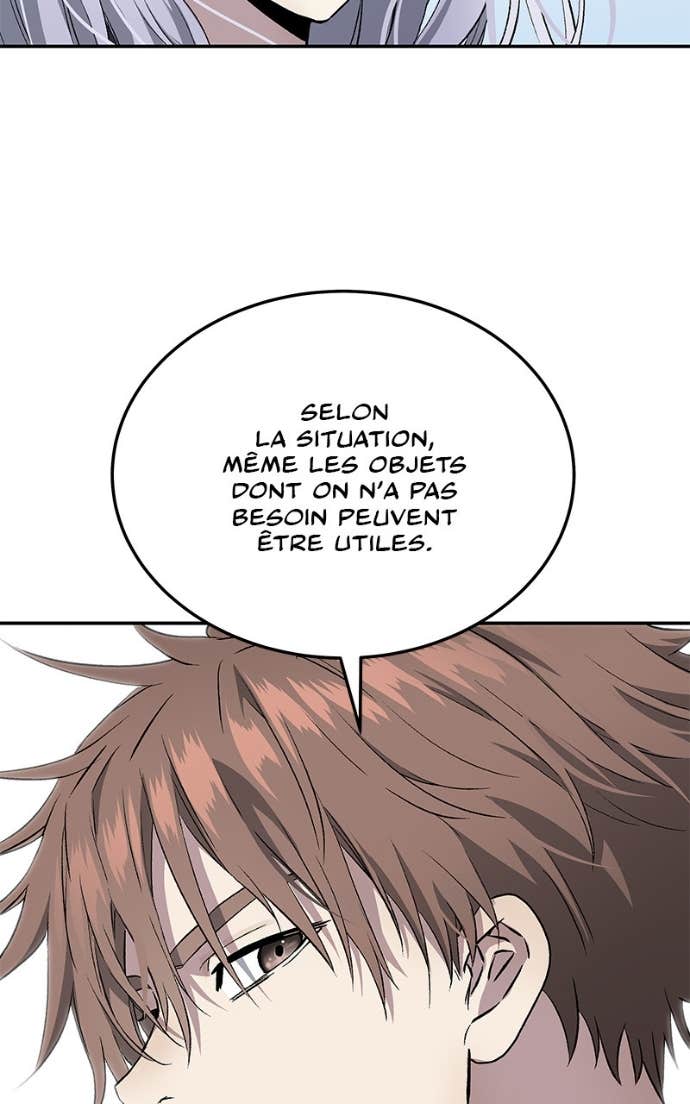 SELON
LA SITUATION,
MÊME LES OBJETS
DONT ON N'A PAS
BESOIN PEUVENT
ÊTRE UTILES.